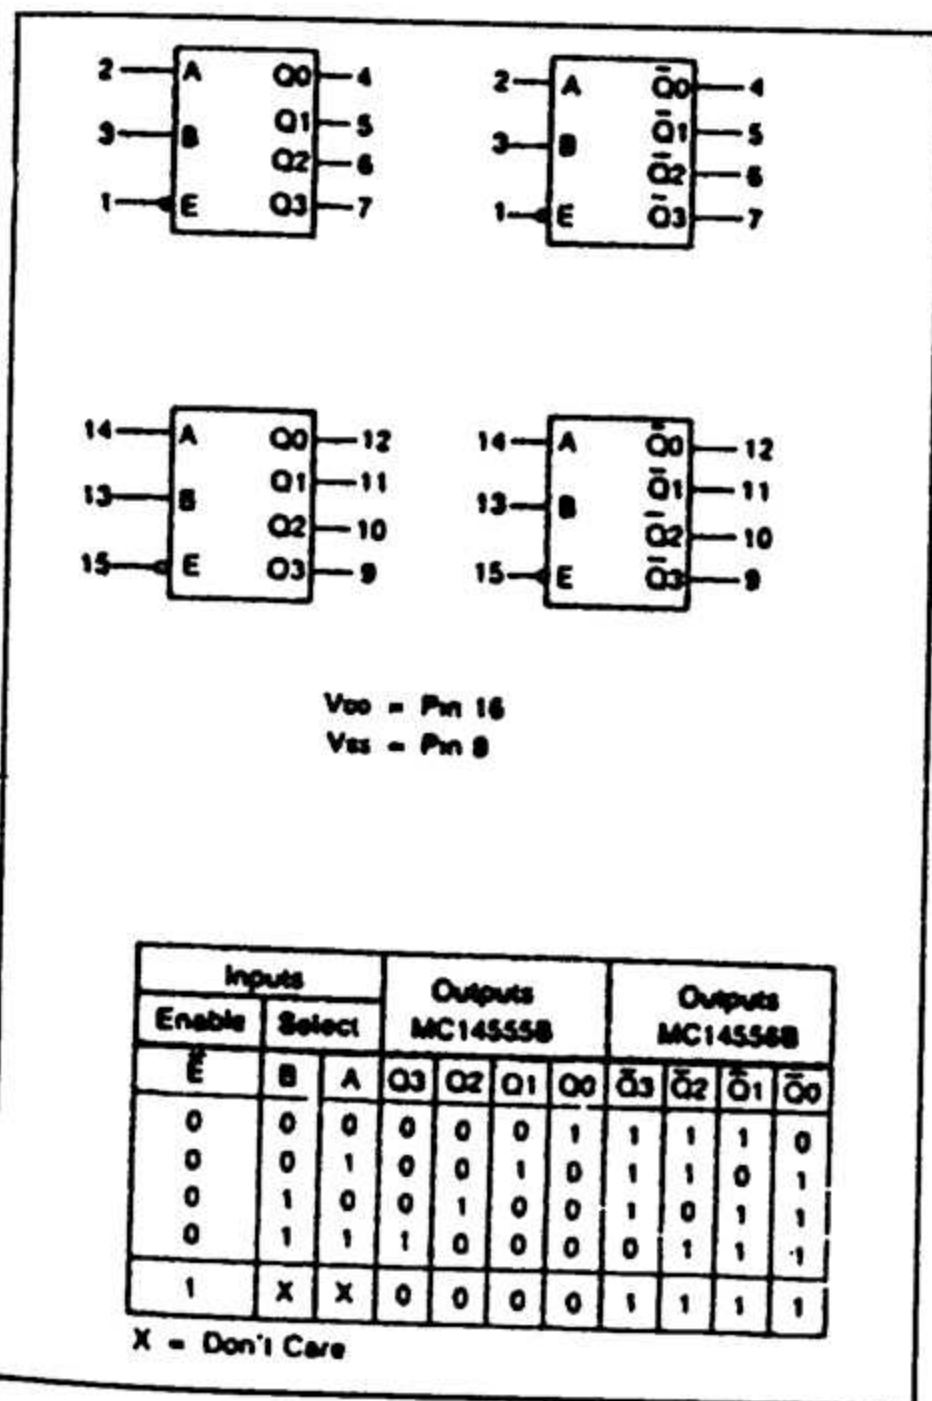 2 A Q0 4
3 B Q1 5
Q2 6
1 E Q3 7
2 A Q̅0 4
3 B Q̅1 5
Q̅2 6
1 E Q̅3 7
14 A Q0 12
13 B Q1 11
Q2 10
15 E Q3 9
14 A Q̅0 12
13 B Q̅1 11
Q̅2 10
15 E Q̅3 9
VDD = Pin 16
VSS = Pin 8
Inputs
Outputs MC14555B
Outputs MC14556B
Enable Select
E̅ B A Q3 Q2 Q1 Q0 Q̅3 Q̅2 Q̅1 Q̅0
0 0 0 0 0 0 1 1 1 1 0
0 0 1 0 0 1 0 1 1 0 1
0 1 0 0 1 0 0 1 0 1 1
0 1 1 1 0 0 0 0 1 1 1
1 X X 0 0 0 0 1 1 1 1
X = Don't Care